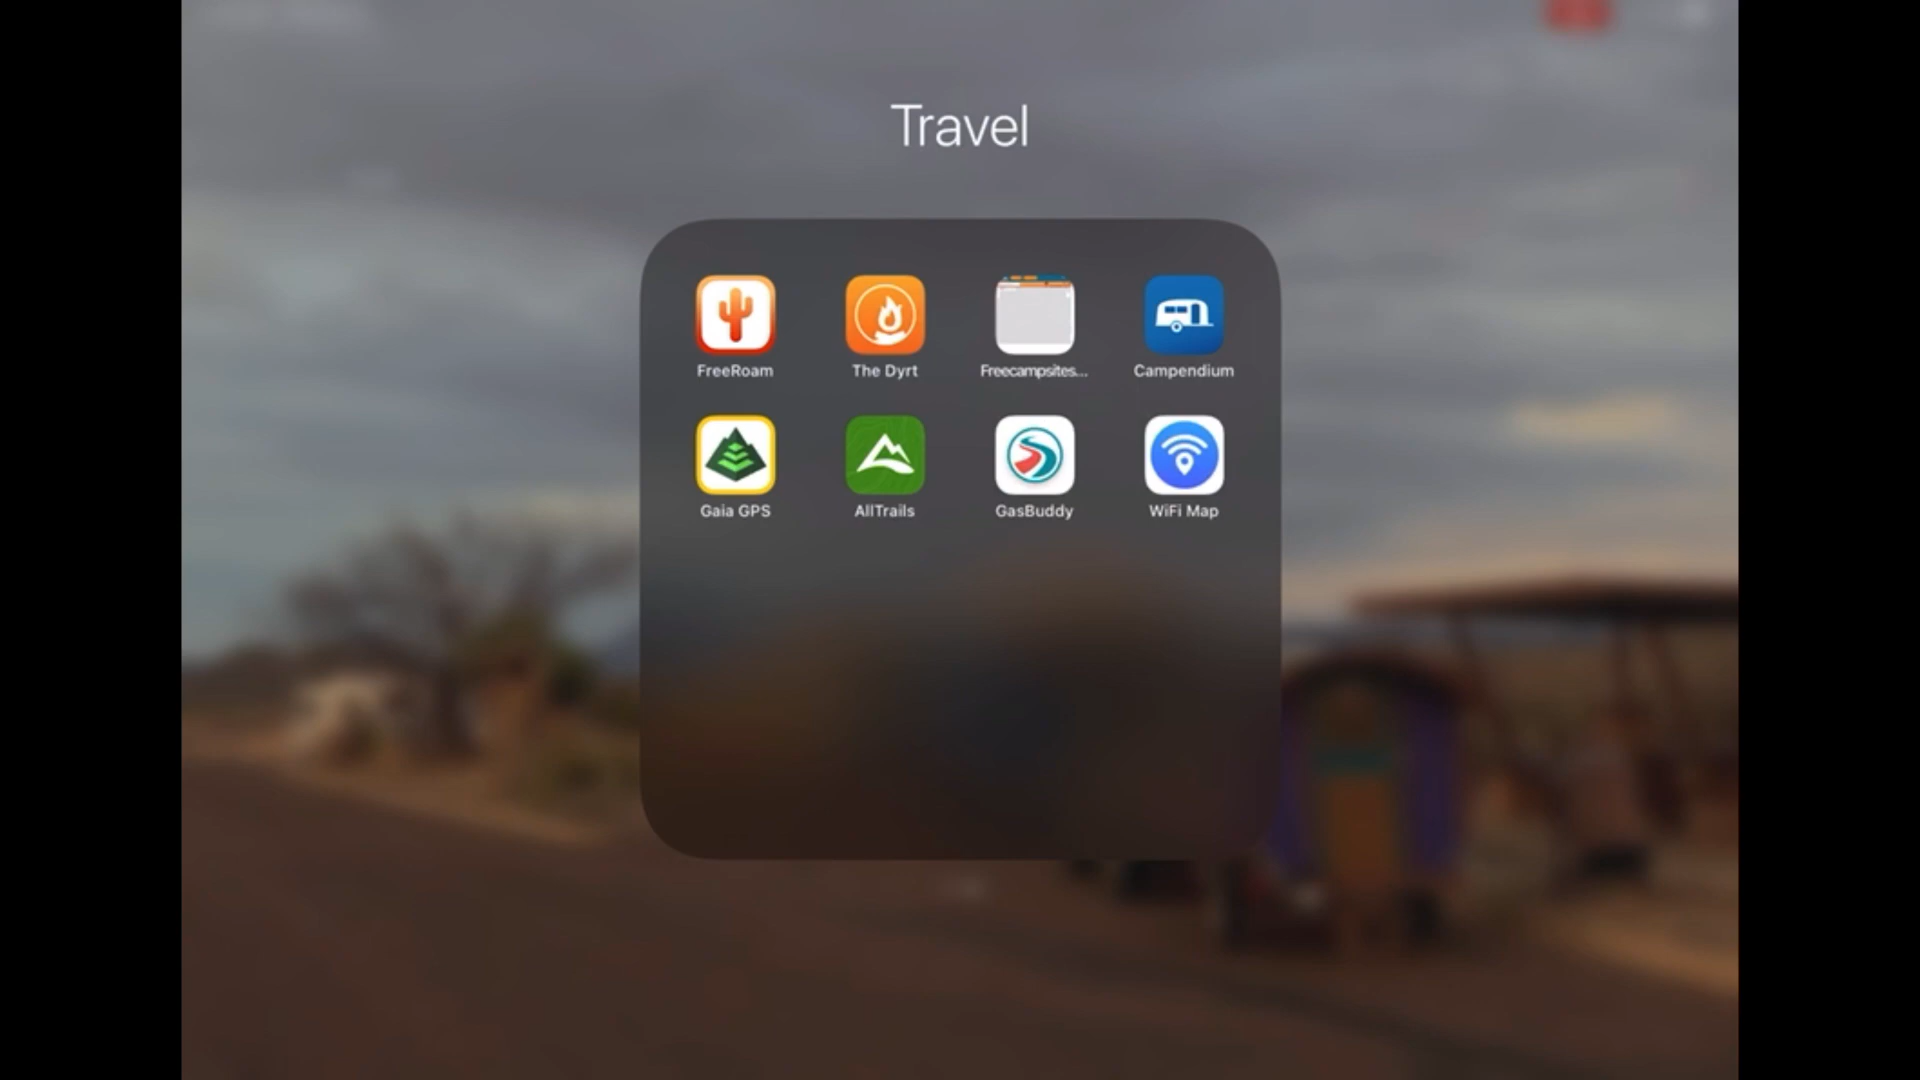 Travel
FreeRoam The Dyrt Freecampsites... Campendium
Gaia GPS AllTrails GasBuddy WiFi Map